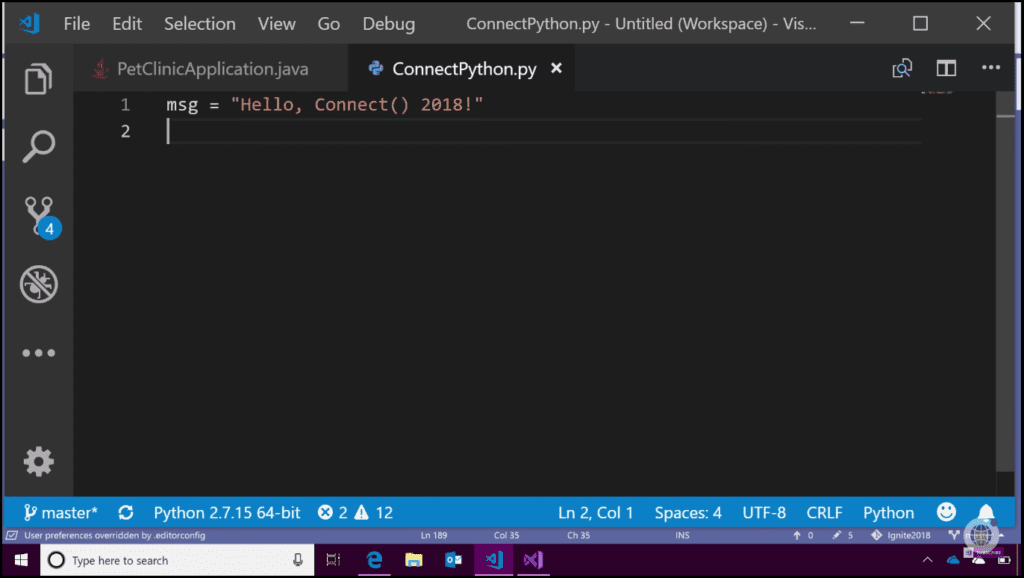 File Edit Selection View Go Debug ConnectPython.py - Untitled (Workspace) - Vis...
PetClinicApplication.java ConnectPython.py
1 msg = "Hello, Connect() 2018!"
2
4
master* Python 2.7.15 64-bit 2 12 Ln 2, Col 1 Spaces: 4 UTF-8 CRLF Python
User preferences overridden by .editorconfig Ln 189 Col 35 Ch 35 INS 0 5 Ignite2018
Type here to search